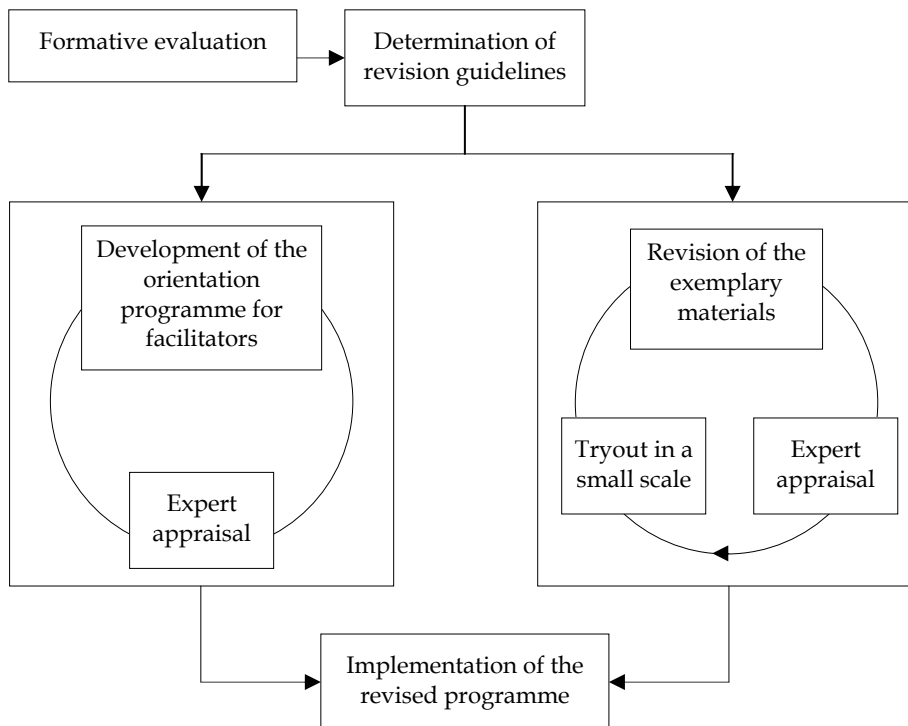 Formative evaluation
Determination of
revision guidelines
Development of the
orientation
programme for
facilitators
Expert
appraisal
Revision of the
exemplary
materials
Tryout in a
small scale
Expert
appraisal
Implementation of the
revised programme